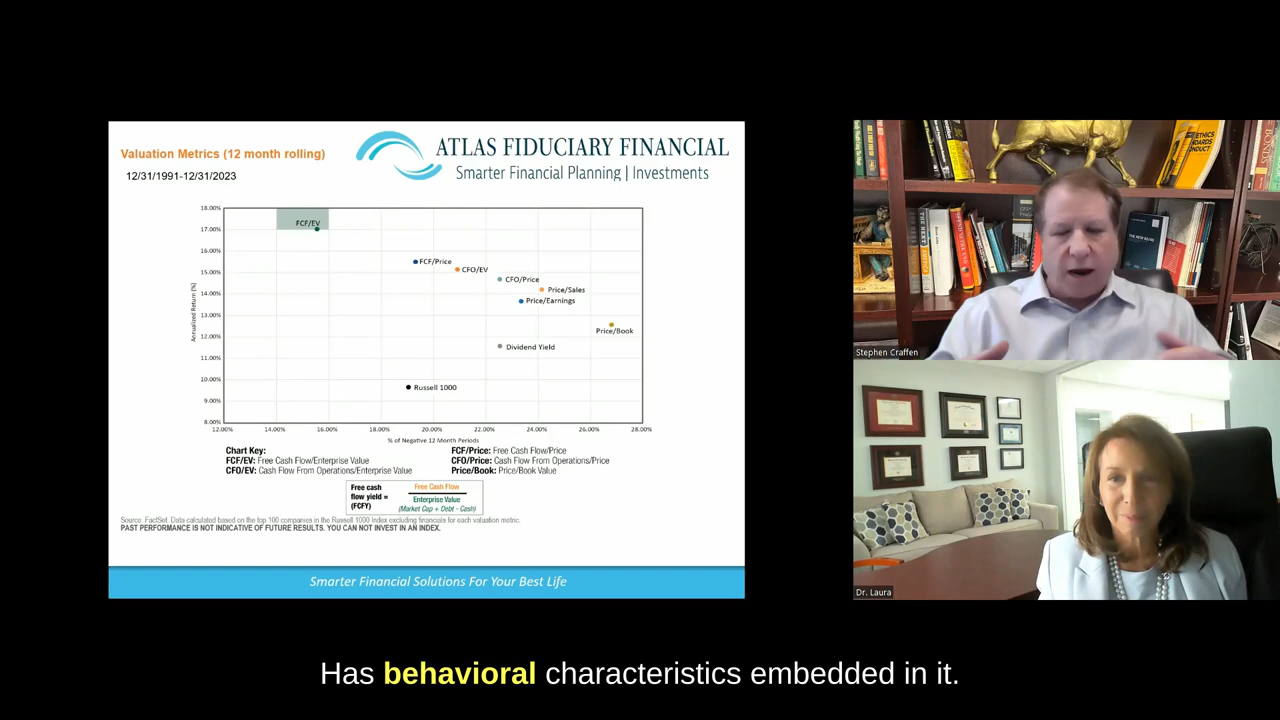 Valuation Metrics (12 month rolling)
12/31/1991-12/31/2023
ATLAS FIDUCIARY FINANCIAL
Smarter Financial Planning | Investments
18.00%
17.00%
16.00%
15.00%
14.00%
13.00%
12.00%
11.00%
10.00%
9.00%
8.00%
Annualized Return (%)
FCF/EV
FCF/Price
CFO/EV
CFO/Price
Price/Sales
Price/Earnings
Price/Book
Dividend Yield
Russell 1000
12.00% 14.00% 16.00% 18.00% 20.00% 22.00% 24.00% 26.00% 28.00%
% of Negative 12 Month Periods
Chart Key:
FCF/EV: Free Cash Flow/Enterprise Value
CFO/EV: Cash Flow From Operations/Enterprise Value
FCF/Price: Free Cash Flow/Price
CFO/Price: Cash Flow From Operations/Price
Price/Book: Price/Book Value
Free cash
flow yield =
(FCFY)
Free Cash Flow
Enterprise Value
(Market Cap + Debt - Cash)
Source: FactSet. Data calculated based on the top 100 companies in the Russell 1000 Index excluding financials for each valuation metric.
PAST PERFORMANCE IS NOT INDICATIVE OF FUTURE RESULTS. YOU CAN NOT INVEST IN AN INDEX.
Smarter Financial Solutions For Your Best Life
ETHICS
BONDS
Stephen Craffen
Dr. Laura
Has behavioral characteristics embedded in it.